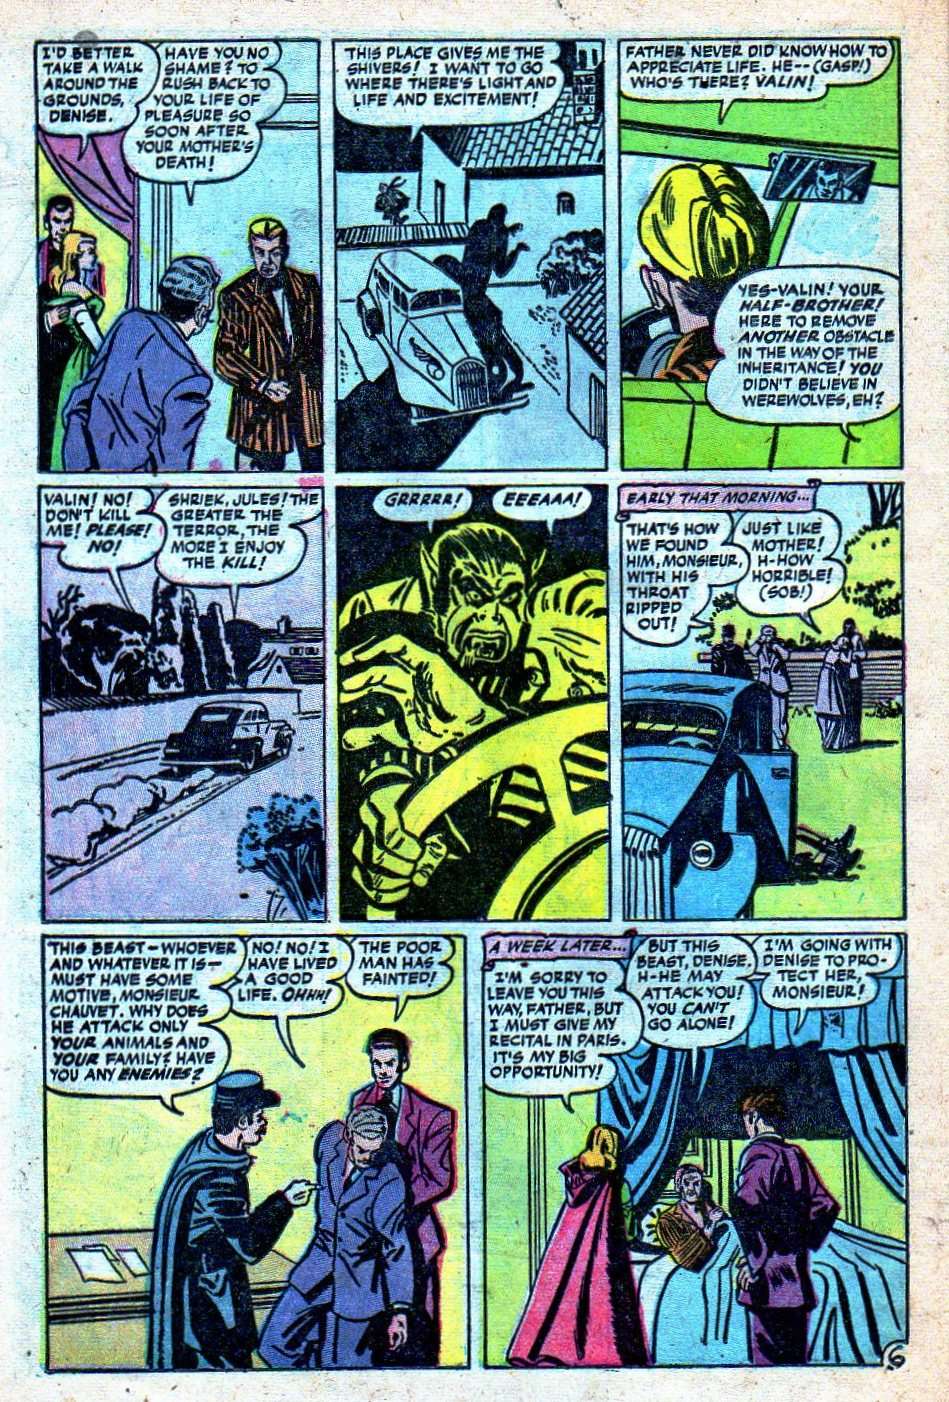 I'D BETTER
TAKE A WALK
AROUND THE
GROUNDS,
DENISE.
HAVE YOU NO
SHAME? TO
RUSH BACK TO
YOUR LIFE OF
PLEASURE SO
SOON AFTER
YOUR MOTHER'S
DEATH!
THIS PLACE GIVES ME THE
SHIVERS! I WANT TO GO
WHERE THERE'S LIGHT AND
LIFE AND EXCITEMENT!
FATHER NEVER DID KNOW HOW TO
APPRECIATE LIFE. HE-- (GASP!)
WHO'S THERE? VALIN!
YES-VALIN! YOUR
HALF-BROTHER!
HERE TO REMOVE
ANOTHER OBSTACLE
IN THE WAY OF THE
INHERITANCE! YOU
DIDN'T BELIEVE IN
WEREWOLVES, EH?
VALIN! NO!
DON'T KILL
ME! PLEASE!
NO!
SHRIEK, JULES! THE
GREATER THE
TERROR, THE
MORE I ENJOY
THE KILL!
GRRRRR!
EEEAAA!
EARLY THAT MORNING...
THAT'S HOW
WE FOUND
HIM, MONSIEUR,
WITH HIS
THROAT
RIPPED
OUT!
JUST LIKE
MOTHER!
H-HOW
HORRIBLE!
(SOB!)
THIS BEAST-WHOEVER
AND WHATEVER IT IS-
MUST HAVE SOME
MOTIVE, MONSIEUR
CHAUVET. WHY DOES
HE ATTACK ONLY
YOUR ANIMALS AND
YOUR FAMILY? HAVE
YOU ANY ENEMIES?
NO! NO! I
HAVE LIVED
A GOOD
LIFE. OHHH!
THE POOR
MAN HAS
FAINTED!
A WEEK LATER...
I'M SORRY TO
LEAVE YOU THIS
WAY, FATHER, BUT
I MUST GIVE MY
RECITAL IN PARIS.
IT'S MY BIG
OPPORTUNITY!
BUT THIS
BEAST, DENISE.
H-HE MAY
ATTACK YOU!
YOU CAN'T
GO ALONE!
I'M GOING WITH
DENISE TO PRO-
TECT HER,
MONSIEUR!
6